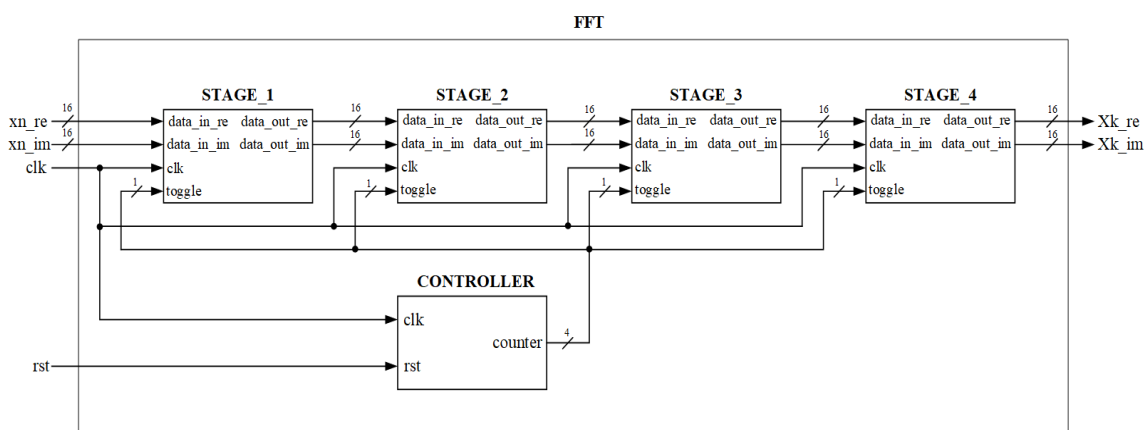 FFT
STAGE_1 STAGE_2 STAGE_3 STAGE_4
16 16 16 16 16
xn_re data_in_re data_out_re data_in_re data_out_re data_in_re data_out_re data_in_re data_out_re Xk_re
16 16 16 16 16
xn_im data_in_im data_out_im data_in_im data_out_im data_in_im data_out_im data_in_im data_out_im Xk_im
clk clk clk clk clk
1 toggle 1 toggle 1 toggle 1 toggle
CONTROLLER
clk
counter 4
rst rst